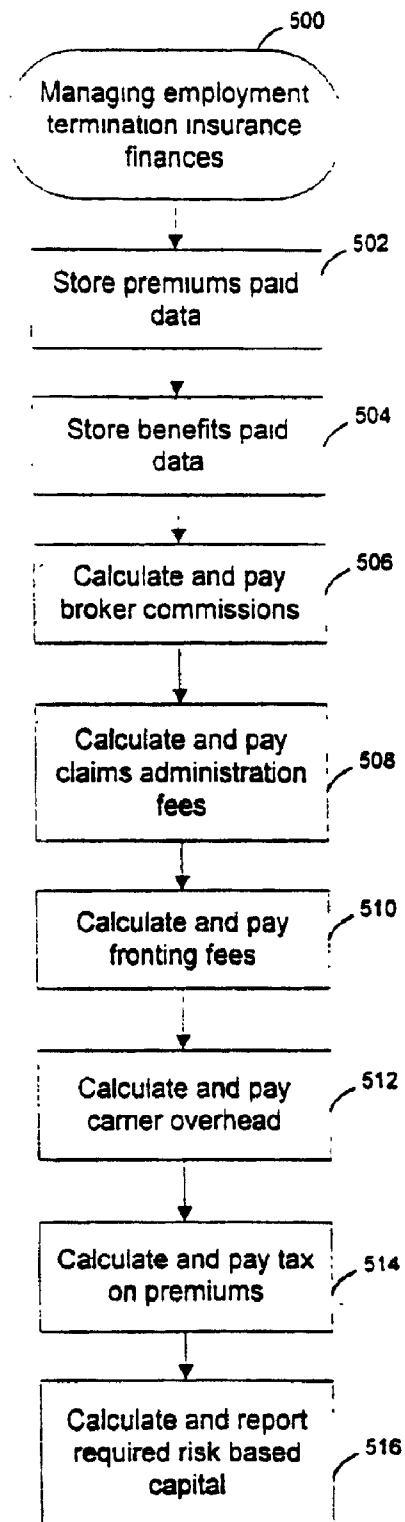 500
Managing employment
termination insurance
finances
502
Store premiums paid
data
504
Store benefits paid
data
506
Calculate and pay
broker commissions
508
Calculate and pay
claims administration
fees
510
Calculate and pay
fronting fees
512
Calculate and pay
carrier overhead
514
Calculate and pay tax
on premiums
516
Calculate and report
required risk based
capital